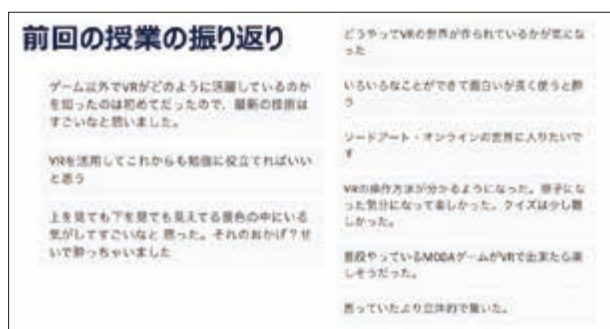 前回の授業の振り返り
ゲーム以外でVRがどのように活躍しているのか
を知ったのは初めてだったので、最新の技術は
すごいなと思いました。
VRを活用してこれからも勉強に役立てればいい
と思う
上を見ても下を見ても見えてる景色の中にいる
気がしてすごいなと 思った。それのおかげ？せ
いで酔っちゃいました
どうやってVRの世界が作られているかが気にな
った
いろいろなことができて面白いが長く使うと酔
う
ソードアート・オンラインの世界に入りたいで
す
VRの操作方法が分かるようになった。様子にな
った気分になって楽しかった。クイズは少し難
しかった。
普段やっているMOBAゲームがVRで出来たら楽
しそうだった。
思っていたより立体的で驚いた。